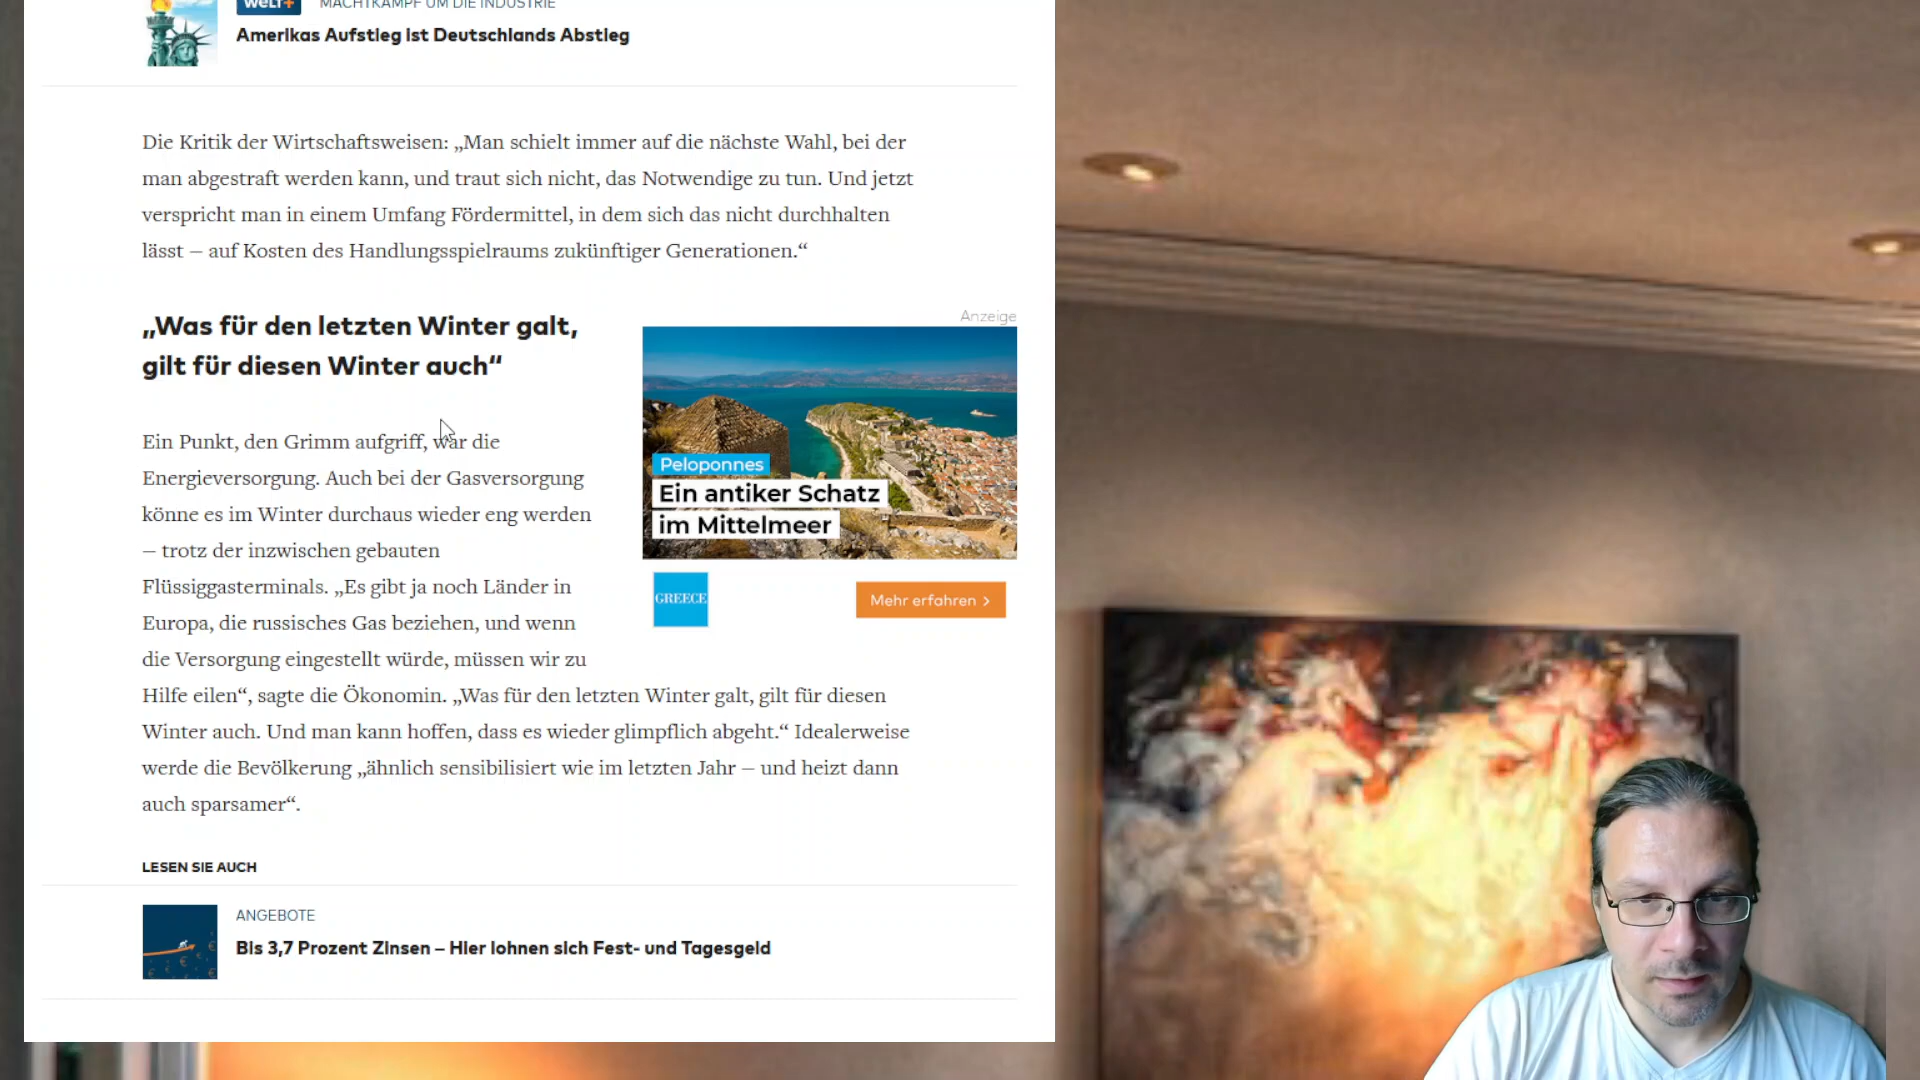 WELT+ MACHTKAMPF UM DIE INDUSTRIE
Amerikas Aufstieg ist Deutschlands Abstieg
Die Kritik der Wirtschaftsweisen: „Man schielt immer auf die nächste Wahl, bei der
man abgestraft werden kann, und traut sich nicht, das Notwendige zu tun. Und jetzt
verspricht man in einem Umfang Fördermittel, in dem sich das nicht durchhalten
lässt – auf Kosten des Handlungsspielraums zukünftiger Generationen.“
„Was für den letzten Winter galt,
gilt für diesen Winter auch“
Ein Punkt, den Grimm aufgriff, war die
Energieversorgung. Auch bei der Gasversorgung
könne es im Winter durchaus wieder eng werden
– trotz der inzwischen gebauten
Flüssiggasterminals. „Es gibt ja noch Länder in
Europa, die russisches Gas beziehen, und wenn
die Versorgung eingestellt würde, müssen wir zu
Hilfe eilen“, sagte die Ökonomin. „Was für den letzten Winter galt, gilt für diesen
Winter auch. Und man kann hoffen, dass es wieder glimpflich abgeht.“ Idealerweise
werde die Bevölkerung „ähnlich sensibilisiert wie im letzten Jahr – und heizt dann
auch sparsamer“.
Anzeige
Peloponnes
Ein antiker Schatz
im Mittelmeer
GREECE
Mehr erfahren >
LESEN SIE AUCH
ANGEBOTE
Bis 3,7 Prozent Zinsen – Hier lohnen sich Fest- und Tagesgeld